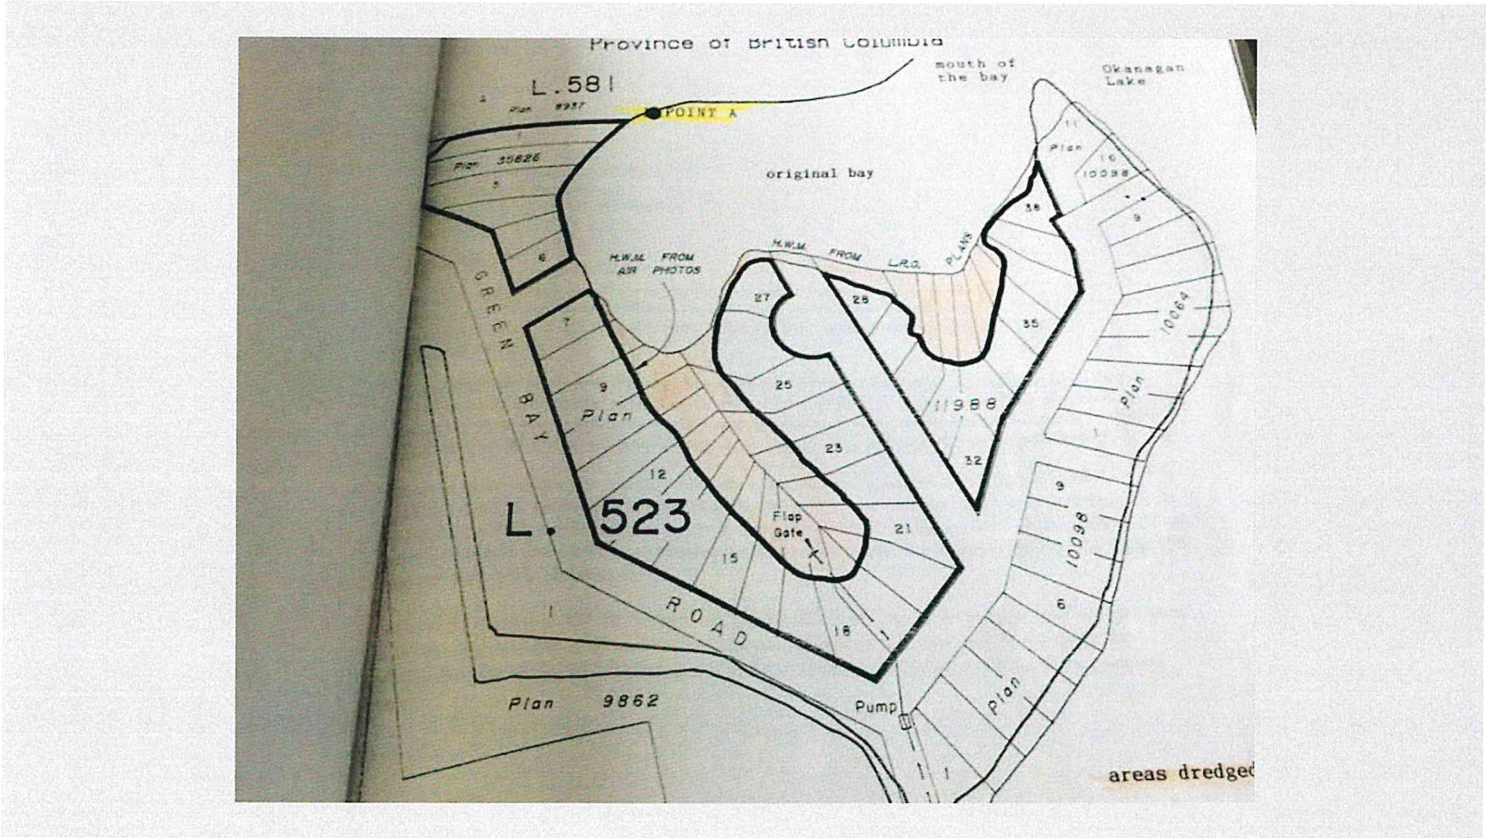 Province of British Columbia
L.581
Plan 8937
POINT A
mouth of
the bay
Okanagan
Lake
1
Plan 35826
5
6
original bay
11
Plan
10
10098
9
38
H.W.M. FROM
AIR PHOTOS
H.W.M. FROM L.R.O. PLANS
GREEN BAY ROAD
7
27
28
35
10064
Plan
9
Plan
25
11988
1
23
32
12
9
L. 523
Flap
Gate
21
10098
15
6
1
18
Plan 9862
Pump
Plan
1
areas dredged